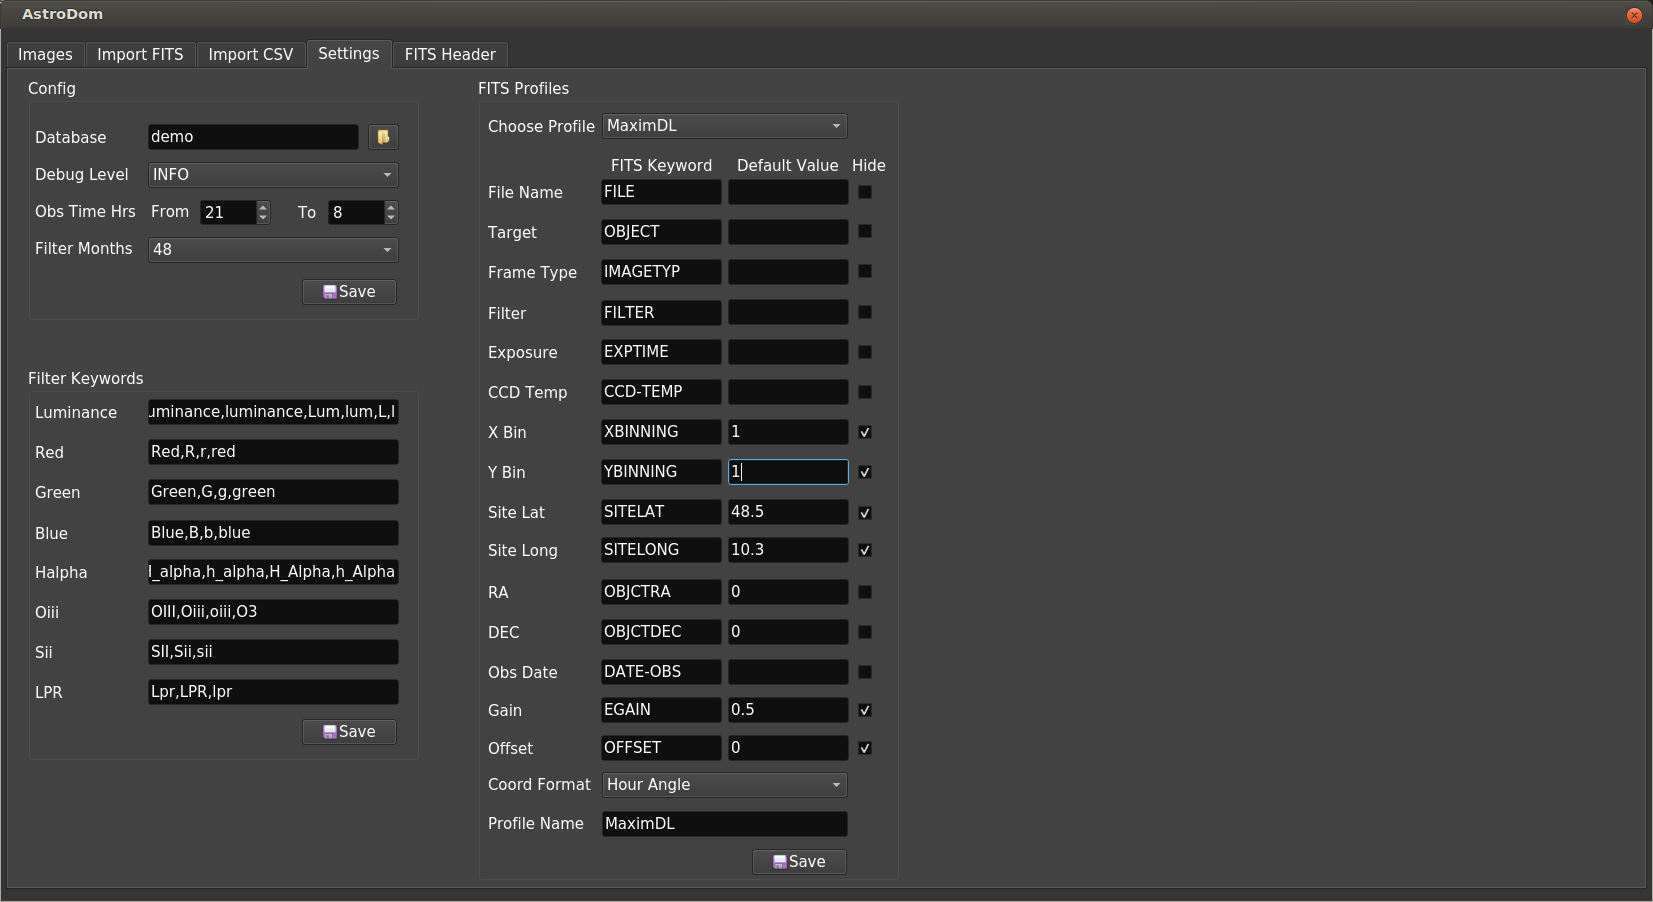 AstroDom
Images Import FITS Import CSV Settings FITS Header
Config
Database demo
Debug Level INFO
Obs Time Hrs From 21 To 8
Filter Months 48
Save
Filter Keywords
Luminance uminance,luminance,Lum,lum,L,l
Red Red,R,r,red
Green Green,G,g,green
Blue Blue,B,b,blue
Halpha _alpha,h_alpha,H_Alpha,h_Alpha
Oiii OIII,Oiii,oiii,O3
Sii SII,Sii,sii
LPR Lpr,LPR,lpr
Save
FITS Profiles
Choose Profile MaximDL
FITS Keyword Default Value Hide
File Name FILE
Target OBJECT
Frame Type IMAGETYP
Filter FILTER
Exposure EXPTIME
CCD Temp CCD-TEMP
X Bin XBINNING 1
Y Bin YBINNING 1
Site Lat SITELAT 48.5
Site Long SITELONG 10.3
RA OBJCTRA 0
DEC OBJCTDEC 0
Obs Date DATE-OBS
Gain EGAIN 0.5
Offset OFFSET 0
Coord Format Hour Angle
Profile Name MaximDL
Save